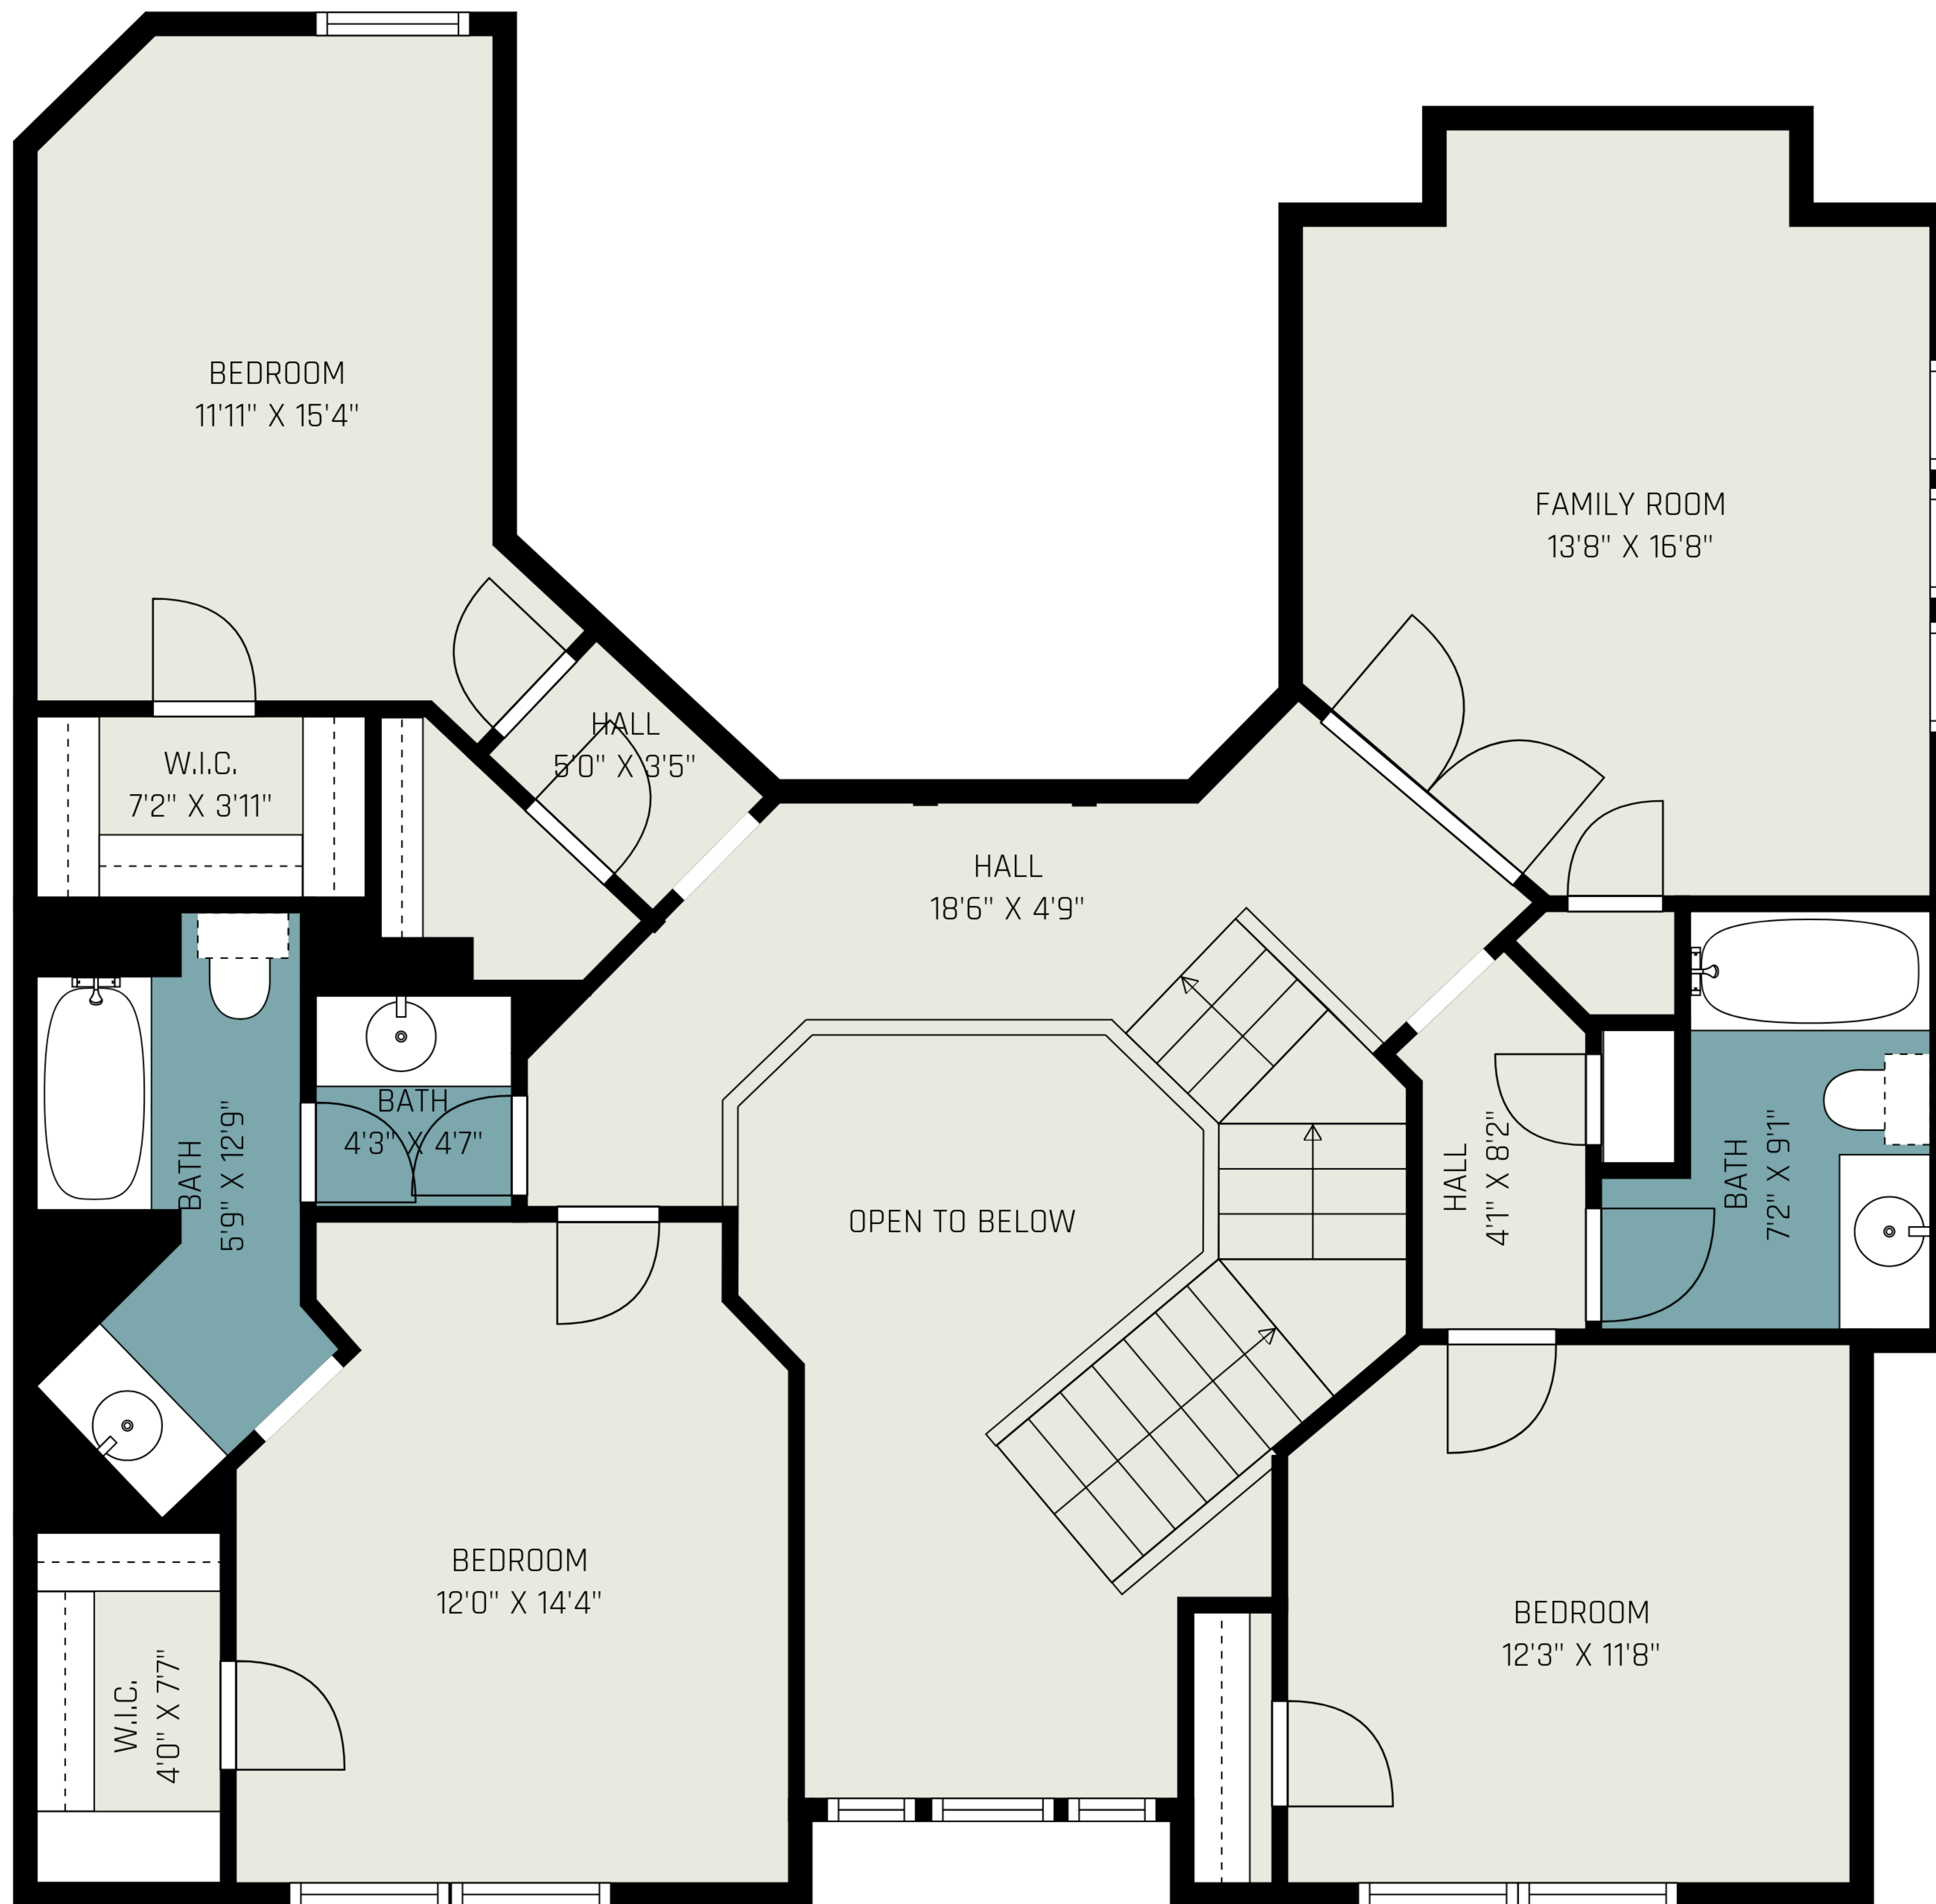 BEDROOM
11'11" X 15'4"
FAMILY ROOM
13'8" X 16'8"
HALL
5'0" X 3'5"
W.I.C.
7'2" X 3'11"
HALL
18'6" X 4'9"
BATH
4'3" X 4'7"
BATH
5'9" X 12'9"
OPEN TO BELOW
HALL
4'1" X 8'2"
BATH
7'2" X 9'1"
BEDROOM
12'0" X 14'4"
BEDROOM
12'3" X 11'8"
W.I.C.
4'0" X 7'7"